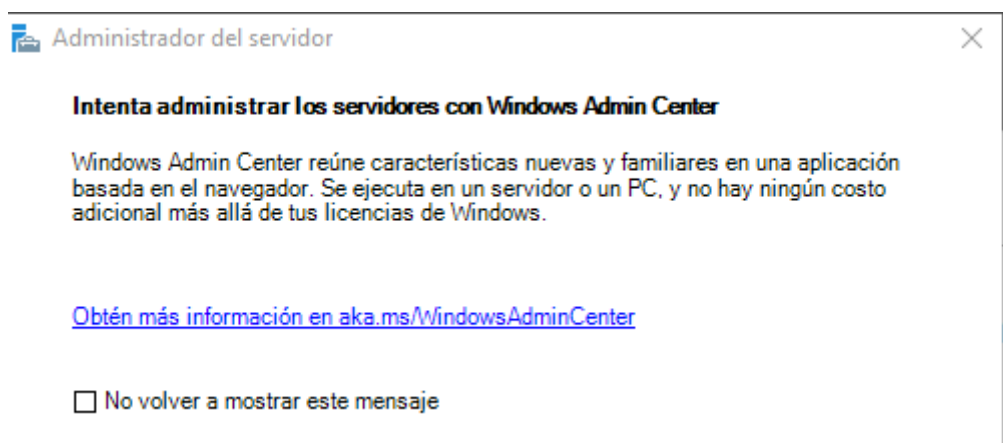 Administrador del servidor
Intenta administrar los servidores con Windows Admin Center
Windows Admin Center reúne características nuevas y familiares en una aplicación
basada en el navegador. Se ejecuta en un servidor o un PC, y no hay ningún costo
adicional más allá de tus licencias de Windows.
Obtén más información en aka.ms/WindowsAdminCenter
No volver a mostrar este mensaje